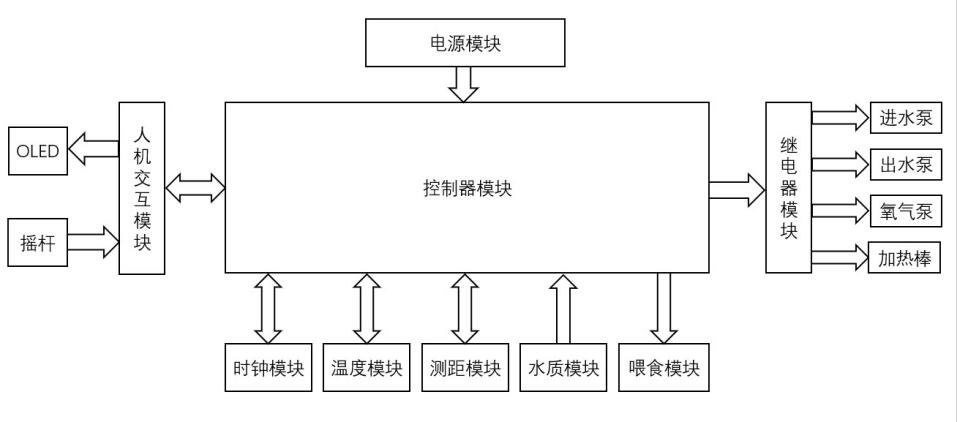 电源模块
OLED
摇杆
人机交互模块
控制器模块
继电器模块
进水泵
出水泵
氧气泵
加热棒
时钟模块
温度模块
测距模块
水质模块
喂食模块